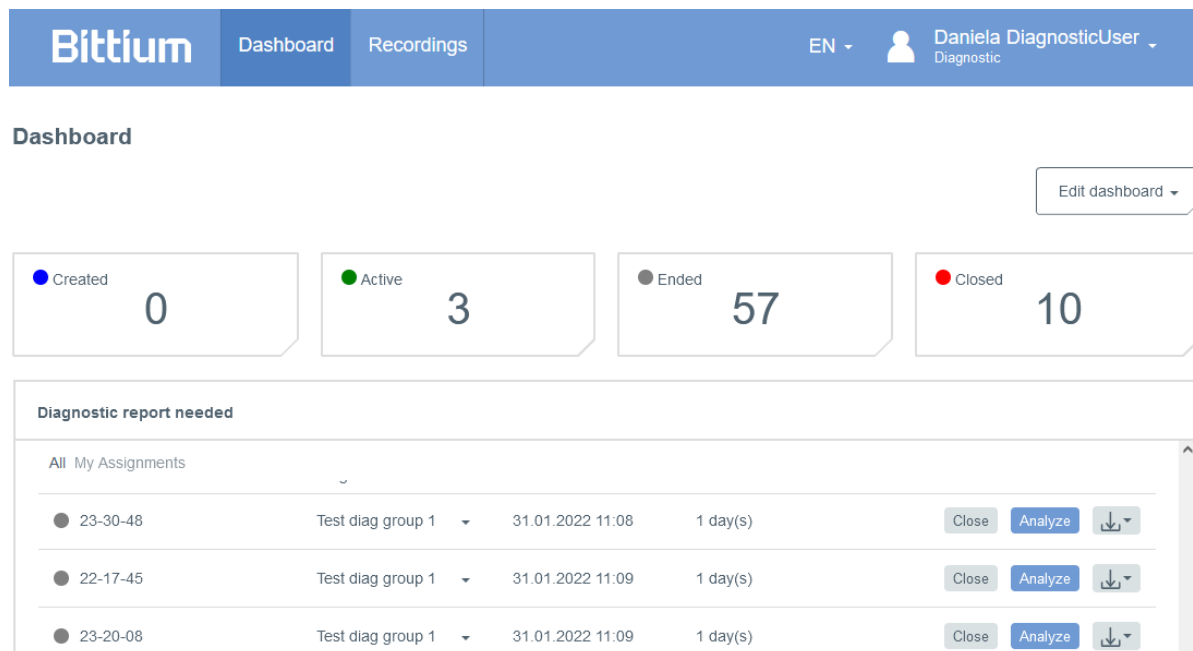 Bittium Dashboard Recordings EN Daniela DiagnosticUser
Diagnostic
Dashboard
Edit dashboard
Created Active Ended Closed
0 3 57 10
Diagnostic report needed
All My Assignments
23-30-48 Test diag group 1 31.01.2022 11:08 1 day(s) Close Analyze
22-17-45 Test diag group 1 31.01.2022 11:09 1 day(s) Close Analyze
23-20-08 Test diag group 1 31.01.2022 11:09 1 day(s) Close Analyze